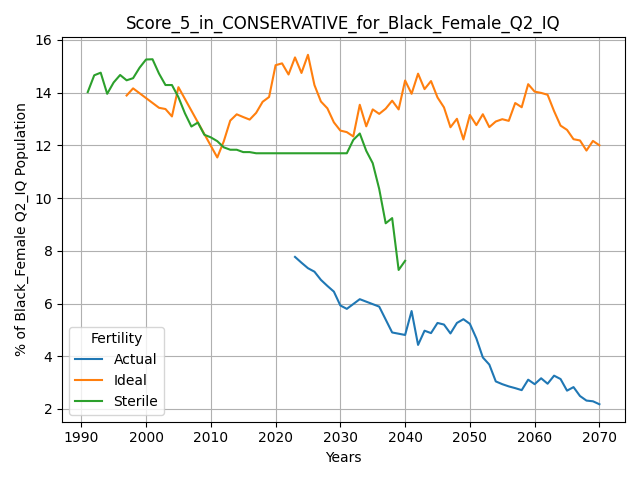 Score_5_in_CONSERVATIVE_for_Black_Female_Q2_IQ
% of Black_Female Q2_IQ Population
16
14
12
10
8
6
4
2
Fertility
Actual
Ideal
Sterile
1990 2000 2010 2020 2030 2040 2050 2060 2070
Years